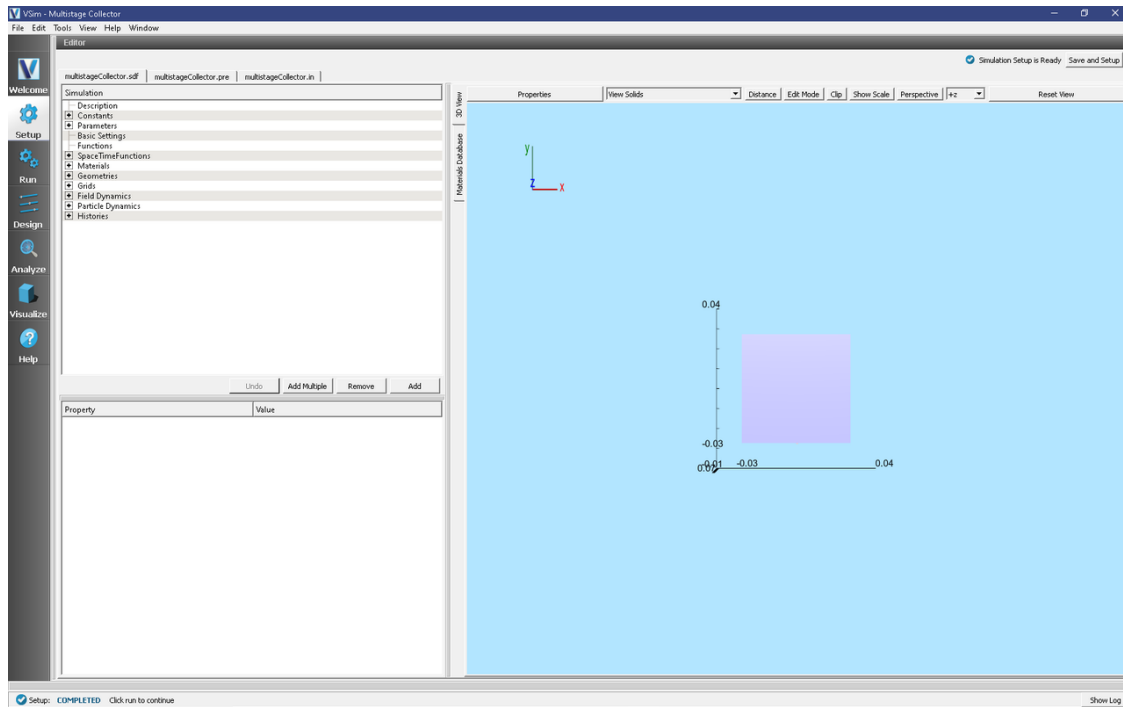 VSim - Multistage Collector
File Edit Tools View Help Window
Editor
Simulation Setup is Ready Save and Setup
multistageCollector.sdf multistageCollector.pre multistageCollector.in
Welcome
Setup
Run
Design
Analyze
Visualize
Help
Simulation
Description
Constants
Parameters
Basic Settings
Functions
SpaceTimeFunctions
Materials
Geometries
Grids
Field Dynamics
Particle Dynamics
Histories
Undo Add Multiple Remove Add
Property Value
3D View
Materials Database
Properties View Solids Distance Edit Mode Clip Show Scale Perspective +z Reset View
y
z x
0.04
-0.03
-0.01 -0.03 0.04
Setup: COMPLETED Click run to continue Show Log